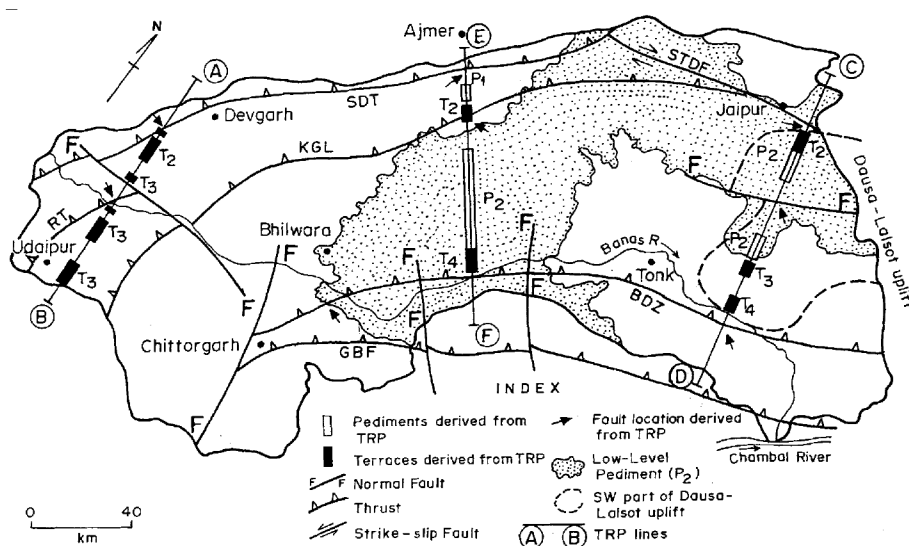 N
Ajmer
E
A
C
STDF
P1
SDT
Devgarh
T2
Jaipur
F
T2
KGL
T2
P2
T3
F
RT
P2
Dausa-Lalsot uplift
T3
Bhilwara
F
F
Udaipur
F
Banas R.
P2
T3
T4
Tonk
T3
F
F
BDZ
T4
B
F
Chittorgarh
F
GBF
D
F
INDEX
Chambal River
Pediments derived from
TRP
Terraces derived from TRP
F F Normal Fault
Thrust
Strike-slip Fault
Fault location derived
from TRP
Low-Level
Pediment (P2)
SW part of Dausa-
Lalsot uplift
A B TRP lines
0 40
km